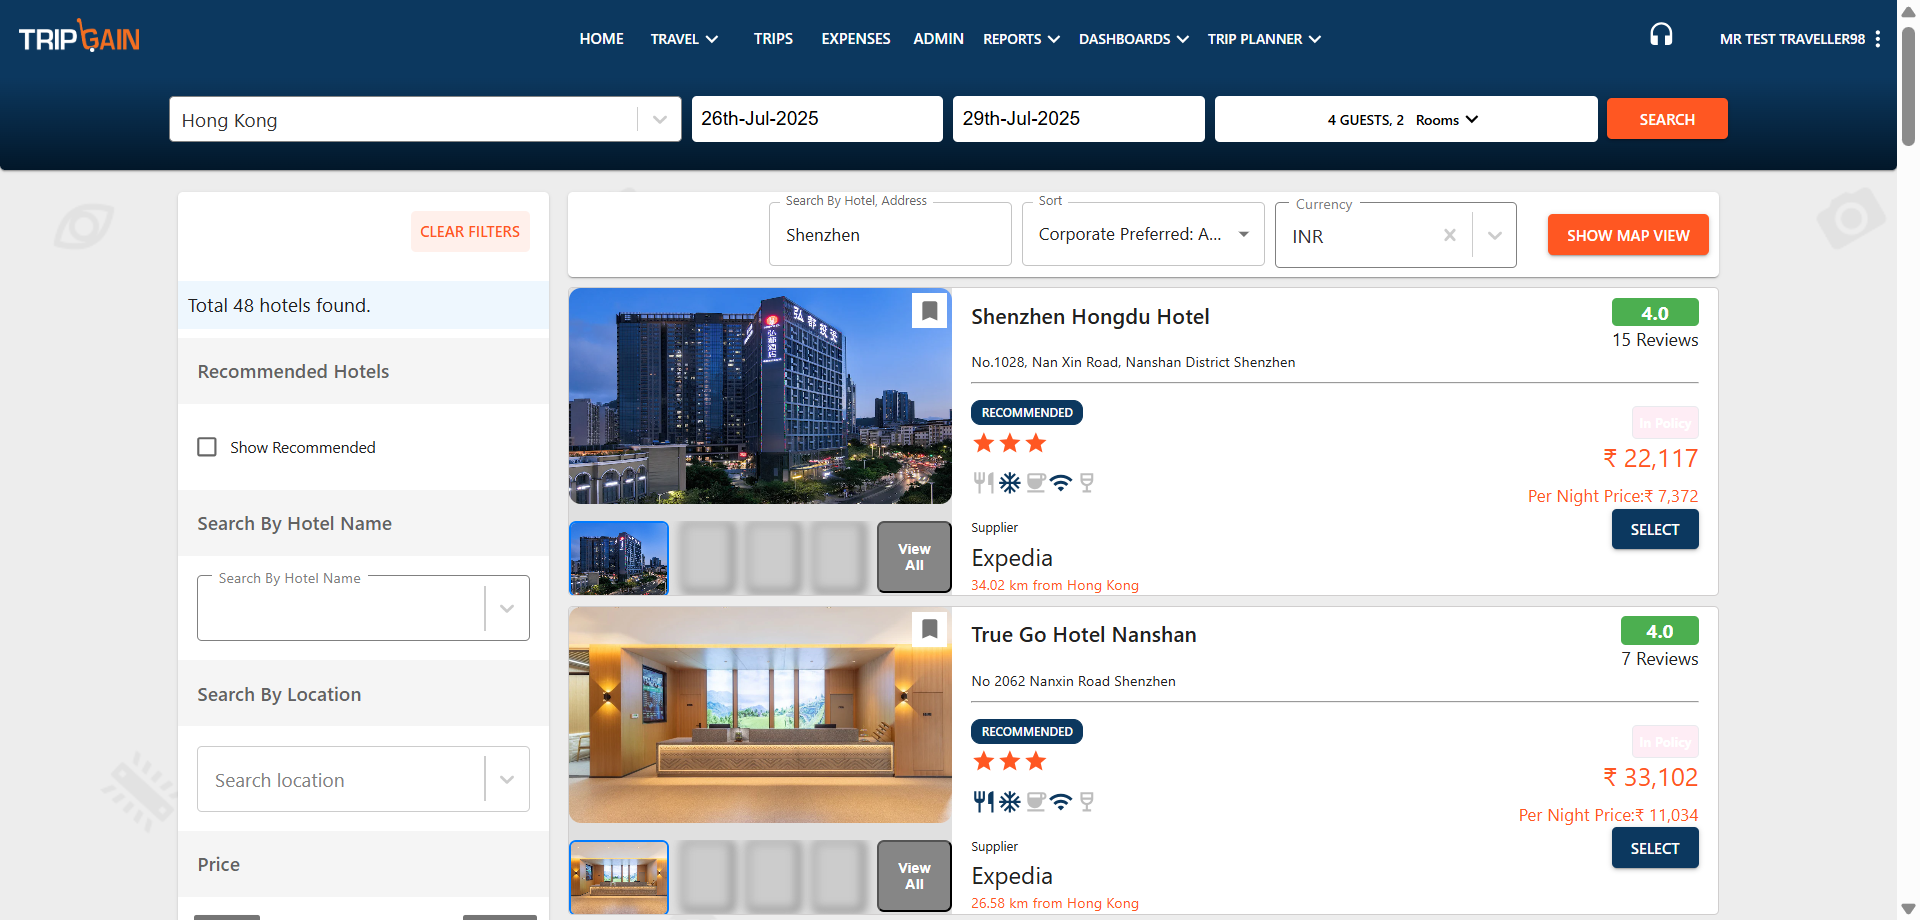 TRIPGAIN
HOME
TRAVEL
TRIPS
EXPENSES
ADMIN
REPORTS
DASHBOARDS
TRIP PLANNER
MR TEST TRAVELLER98
Hong Kong
26th-Jul-2025
29th-Jul-2025
4 GUESTS, 2 Rooms
SEARCH
CLEAR FILTERS
Total 48 hotels found.
Recommended Hotels
Show Recommended
Search By Hotel Name
Search By Hotel Name
Search By Location
Search location
Price
Search By Hotel, Address
Shenzhen
Sort
Corporate Preferred: A...
Currency
INR
SHOW MAP VIEW
Shenzhen Hongdu Hotel
4.0
15 Reviews
No.1028, Nan Xin Road, Nanshan District Shenzhen
RECOMMENDED
In Policy
₹ 22,117
Per Night Price:₹ 7,372
SELECT
Supplier
Expedia
34.02 km from Hong Kong
View
All
True Go Hotel Nanshan
4.0
7 Reviews
No 2062 Nanxin Road Shenzhen
RECOMMENDED
In Policy
₹ 33,102
Per Night Price:₹ 11,034
SELECT
Supplier
Expedia
26.58 km from Hong Kong
View
All